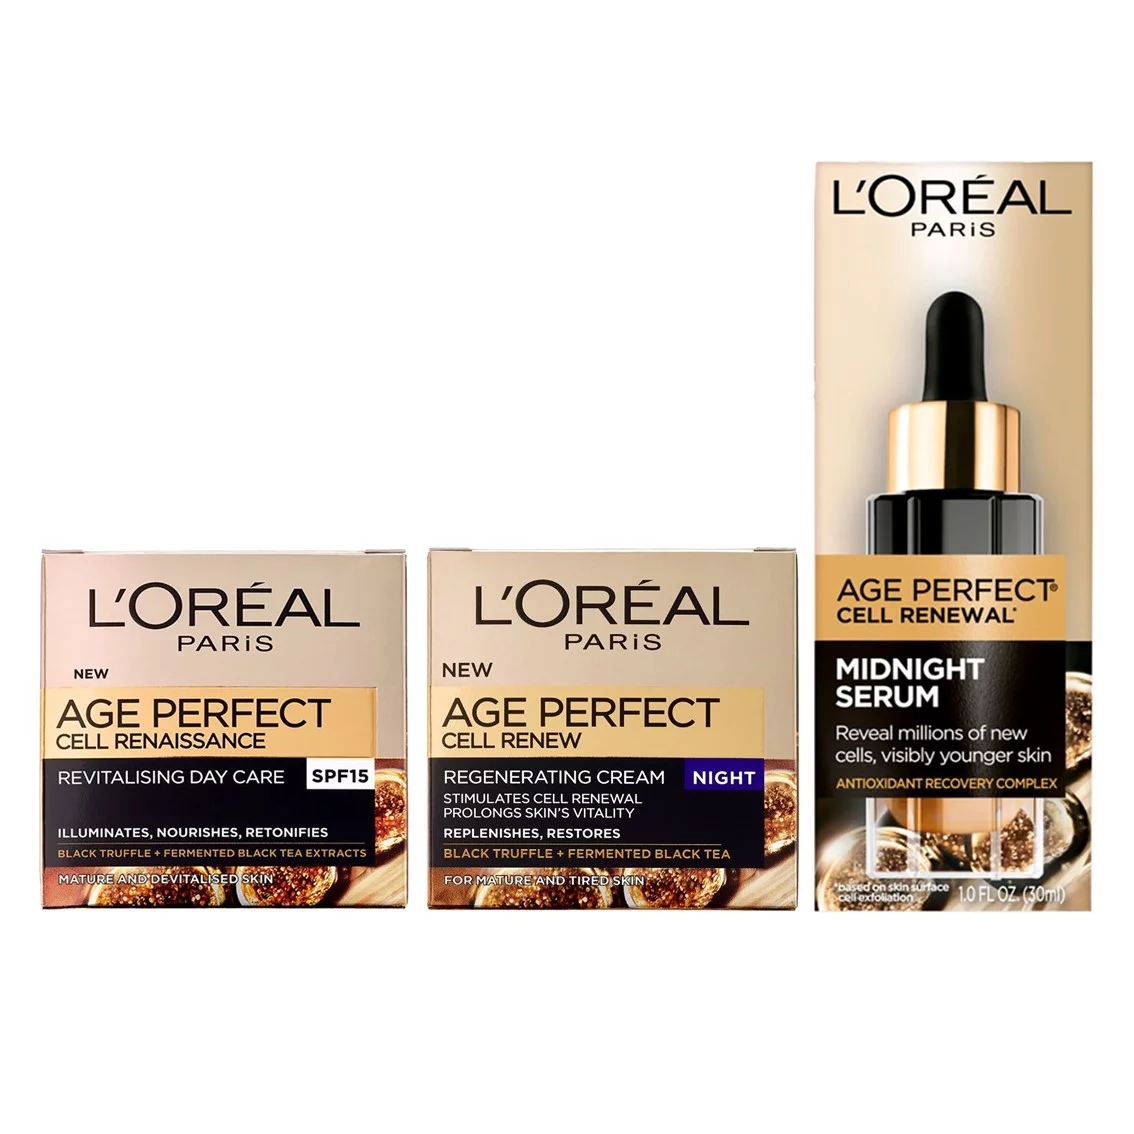 L'ORÉAL
PARiS
NEW
AGE PERFECT
CELL RENAISSANCE
REVITALISING DAY CARE SPF15
ILLUMINATES, NOURISHES, RETONIFIES
BLACK TRUFFLE + FERMENTED BLACK TEA EXTRACTS
MATURE AND DEVITALISED SKIN
L'ORÉAL
PARiS
NEW
AGE PERFECT
CELL RENEW
REGENERATING CREAM NIGHT
STIMULATES CELL RENEWAL
PROLONGS SKIN'S VITALITY
REPLENISHES, RESTORES
BLACK TRUFFLE + FERMENTED BLACK TEA
FOR MATURE AND TIRED SKIN
L'ORÉAL
PARiS
AGE PERFECT®
CELL RENEWAL*
MIDNIGHT
SERUM
Reveal millions of new
cells, visibly younger skin
ANTIOXIDANT RECOVERY COMPLEX
*based on skin surface
cell exfoliation
1.0 FL OZ. (30ml)